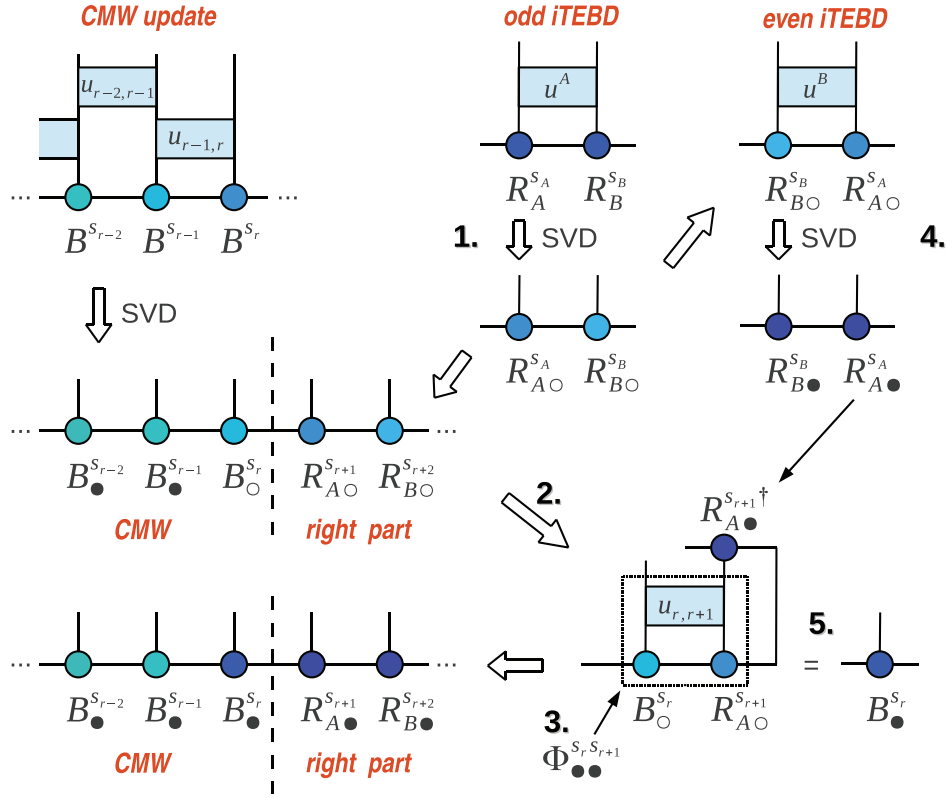 CMW update
odd iTEBD
even iTEBD
u_{r−2,r−1}
u^A
u^B
u_{r−1,r}
... ...
B^{s_{r−2}} B^{s_{r−1}} B^{s_r}
R_A^{s_A} R_B^{s_B}
R_{B○}^{s_B} R_{A○}^{s_A}
1. SVD
SVD 4.
SVD
R_{A○}^{s_A} R_{B○}^{s_B}
R_{B●}^{s_B} R_{A●}^{s_A}
... ...
B_●^{s_{r−2}} B_●^{s_{r−1}} B_○^{s_r} R_{A○}^{s_{r+1}} R_{B○}^{s_{r+2}}
CMW right part
2.
R_{A●}^{s_{r+1}†}
u_{r,r+1}
5.
... ...
=
B_●^{s_{r−2}} B_●^{s_{r−1}} B_●^{s_r} R_{A●}^{s_{r+1}} R_{B●}^{s_{r+2}}
B_○^{s_r} R_{A○}^{s_{r+1}}
B_●^{s_r}
3.
Φ_{●●}^{s_r s_{r+1}}
CMW right part